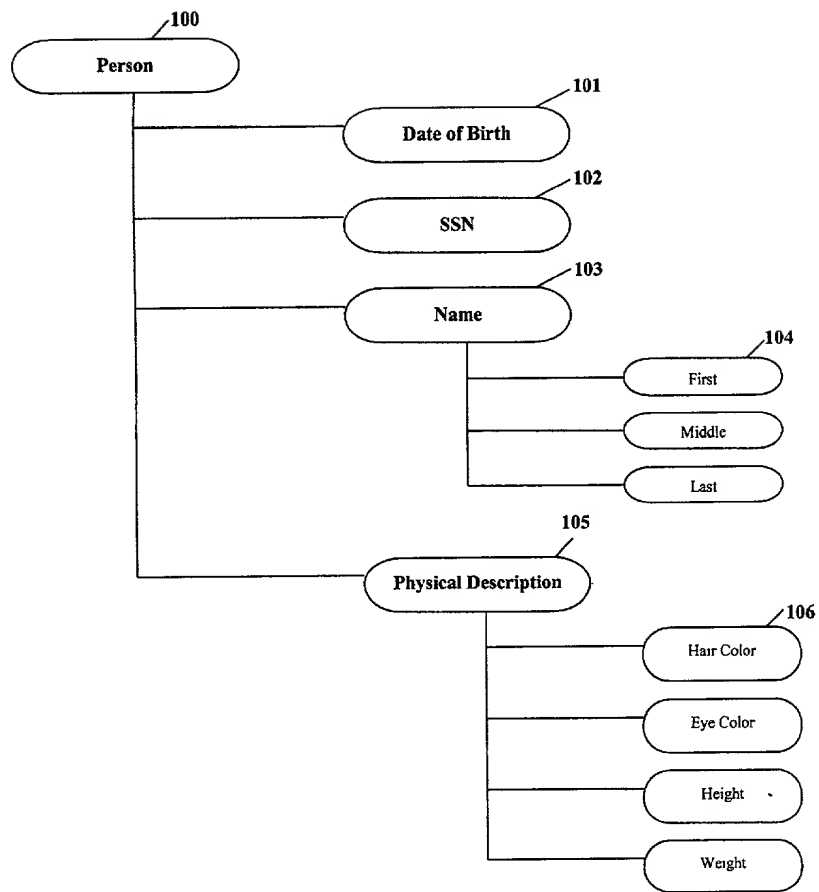 100
Person
101
Date of Birth
102
SSN
103
Name
104
First
Middle
Last
105
Physical Description
106
Hair Color
Eye Color
Height
Weight